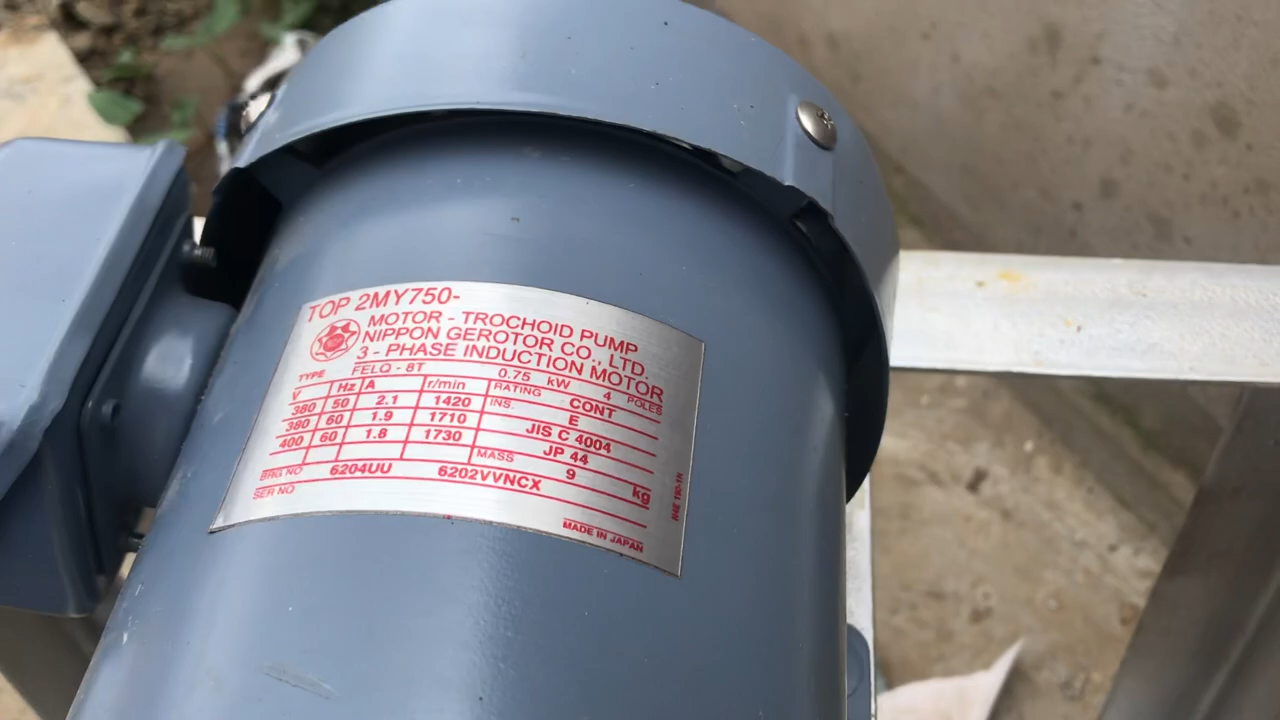 TOP 2MY750-
MOTOR - TROCHOID PUMP
NIPPON GEROTOR CO., LTD.
3 - PHASE INDUCTION MOTOR
TYPE FELQ - 8T 0.75 kW 4 POLES
V Hz A r/min RATING CONT
380 50 2.1 1420 INS. E
380 60 1.9 1710 JIS C 4004
400 60 1.8 1730 JP 44
MASS 9 kg
BRG NO 6204UU 6202VVNCX
SER NO
MADE IN JAPAN